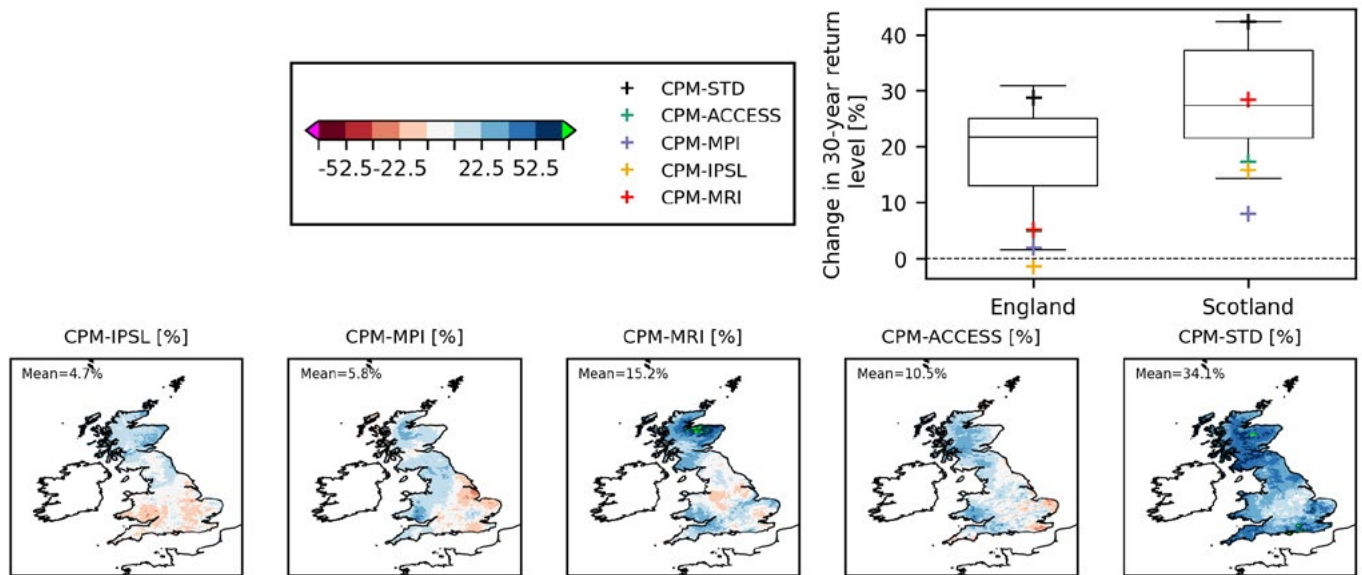 CPM-STD
CPM-ACCESS
CPM-MPI
CPM-IPSL
CPM-MRI
-52.5 -22.5 22.5 52.5
Change in 30-year return
level [%]
40
30
20
10
0
England Scotland
CPM-IPSL [%] CPM-MPI [%] CPM-MRI [%] CPM-ACCESS [%] CPM-STD [%]
Mean=4.7% Mean=5.8% Mean=15.2% Mean=10.5% Mean=34.1%